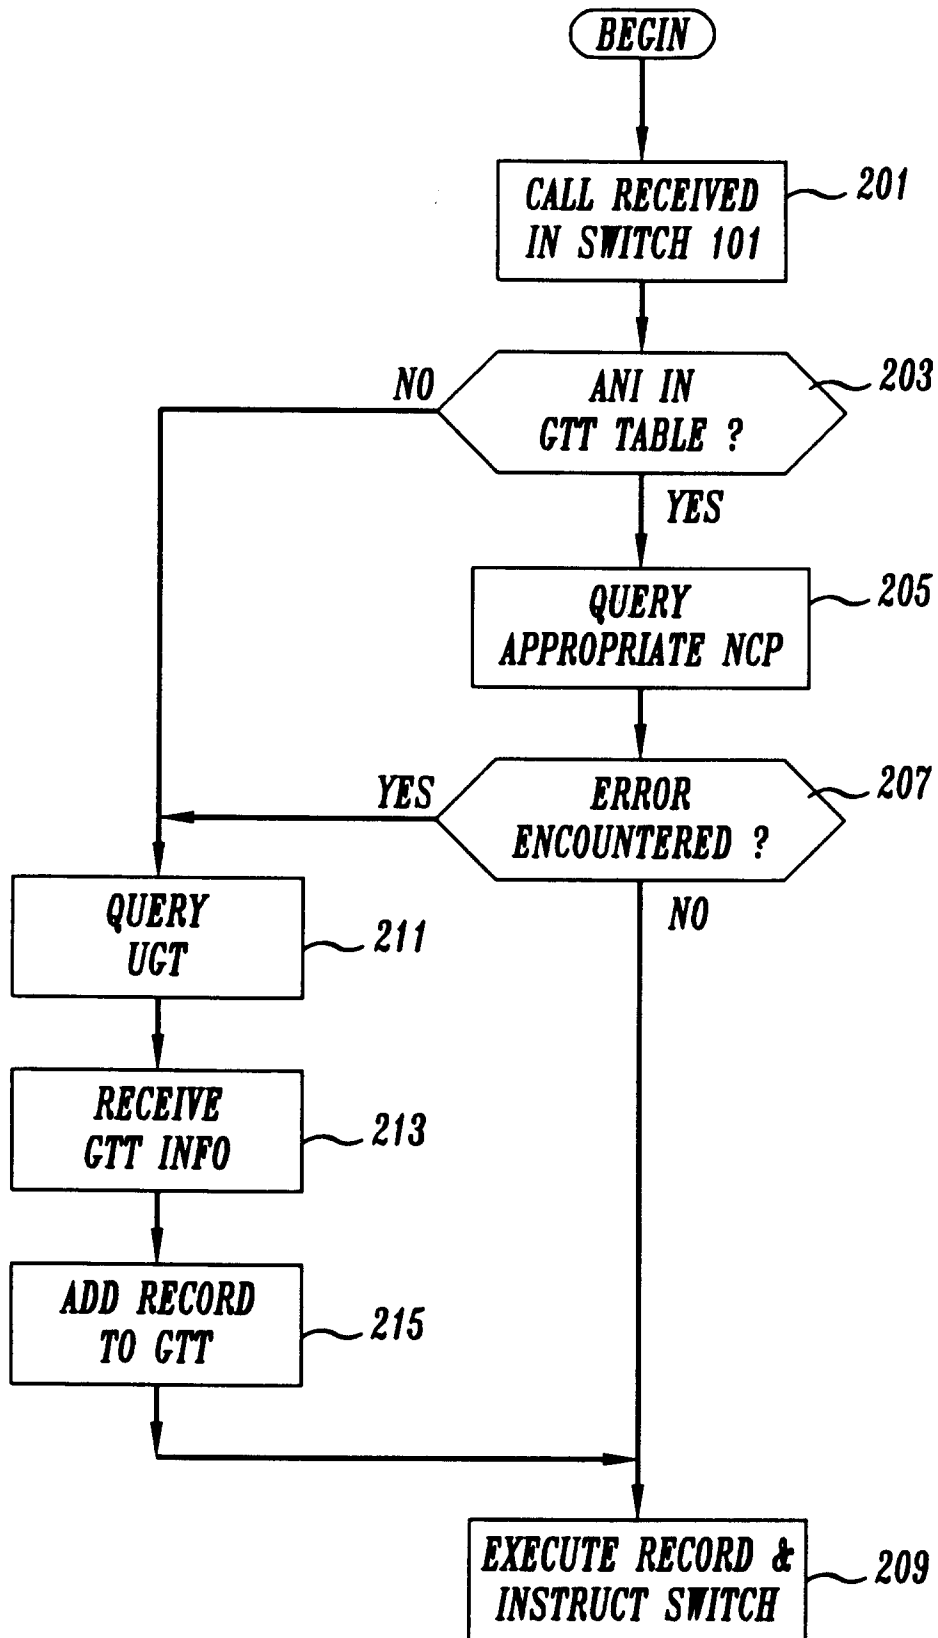 BEGIN
CALL RECEIVED
IN SWITCH 101
201
ANI IN
GTT TABLE ?
203
NO
YES
QUERY
APPROPRIATE NCP
205
ERROR
ENCOUNTERED ?
207
YES
NO
QUERY
UGT
211
RECEIVE
GTT INFO
213
ADD RECORD
TO GTT
215
EXECUTE RECORD &
INSTRUCT SWITCH
209